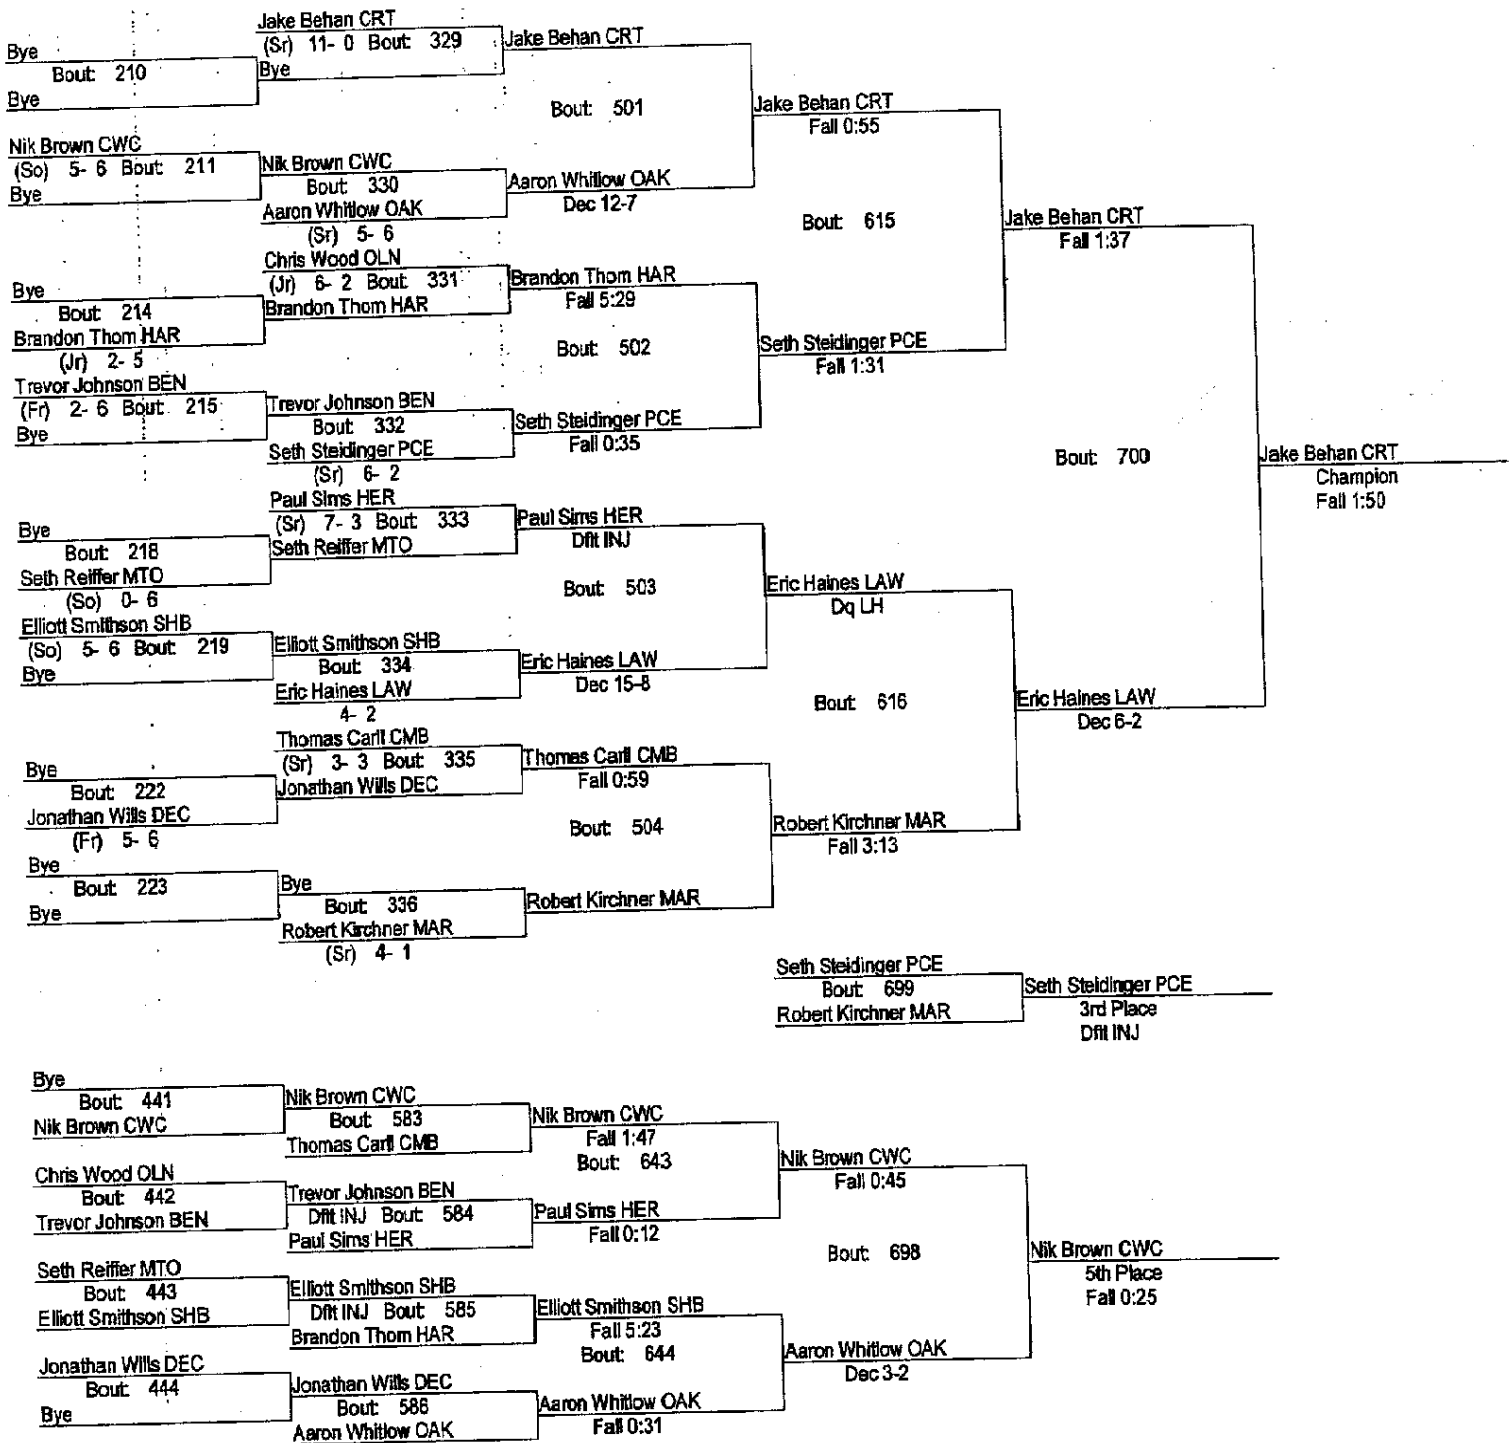 Jake Behan CRT
(Sr) 11- 0 Bout: 329
Bye
Bye
Bout: 210
Bye
Jake Behan CRT
Bout: 501
Nik Brown CWC
(So) 5- 6 Bout: 211
Bye
Nik Brown CWC
Bout: 330
Aaron Whitlow OAK
(Sr) 5- 6
Aaron Whitlow OAK
Dec 12-7
Jake Behan CRT
Fall 0:55
Bout: 615
Chris Wood OLN
(Jr) 6- 2 Bout: 331
Brandon Thom HAR
Bye
Bout: 214
Brandon Thom HAR
(Jr) 2- 5
Brandon Thom HAR
Fall 5:29
Bout: 502
Trevor Johnson BEN
(Fr) 2- 6 Bout: 215
Bye
Trevor Johnson BEN
Bout: 332
Seth Steidinger PCE
(Sr) 6- 2
Seth Steidinger PCE
Fall 0:35
Seth Steidinger PCE
Fall 1:31
Jake Behan CRT
Fall 1:37
Bout: 700
Jake Behan CRT
Champion
Fall 1:50
Paul Sims HER
(Sr) 7- 3 Bout: 333
Seth Reiffer MTO
Bye
Bout: 218
Seth Reiffer MTO
(So) 0- 6
Paul Sims HER
Dflt INJ
Bout: 503
Elliott Smithson SHB
(So) 5- 6 Bout: 219
Bye
Elliott Smithson SHB
Bout: 334
Eric Haines LAW
4- 2
Eric Haines LAW
Dec 15-8
Eric Haines LAW
Dq LH
Bout: 616
Eric Haines LAW
Dec 6-2
Thomas Carll CMB
(Sr) 3- 3 Bout: 335
Jonathan Wills DEC
Bye
Bout: 222
Jonathan Wills DEC
(Fr) 5- 6
Thomas Carll CMB
Fall 0:59
Bout: 504
Robert Kirchner MAR
Fall 3:13
Bye
Bout: 223
Bye
Bye
Bout: 336
Robert Kirchner MAR
(Sr) 4- 1
Robert Kirchner MAR
Seth Steidinger PCE
Bout: 699
Robert Kirchner MAR
Seth Steidinger PCE
3rd Place
Dflt INJ
Bye
Bout: 441
Nik Brown CWC
Nik Brown CWC
Bout: 583
Thomas Carll CMB
Nik Brown CWC
Fall 1:47
Bout: 643
Chris Wood OLN
Bout: 442
Trevor Johnson BEN
Trevor Johnson BEN
Dflt INJ Bout: 584
Paul Sims HER
Paul Sims HER
Fall 0:12
Nik Brown CWC
Fall 0:45
Bout: 698
Nik Brown CWC
5th Place
Fall 0:25
Seth Reiffer MTO
Bout: 443
Elliott Smithson SHB
Elliott Smithson SHB
Dflt INJ Bout: 585
Brandon Thom HAR
Elliott Smithson SHB
Fall 5:23
Bout: 644
Aaron Whitlow OAK
Dec 3-2
Jonathan Wills DEC
Bout: 444
Bye
Jonathan Wills DEC
Bout: 586
Aaron Whitlow OAK
Aaron Whitlow OAK
Fall 0:31